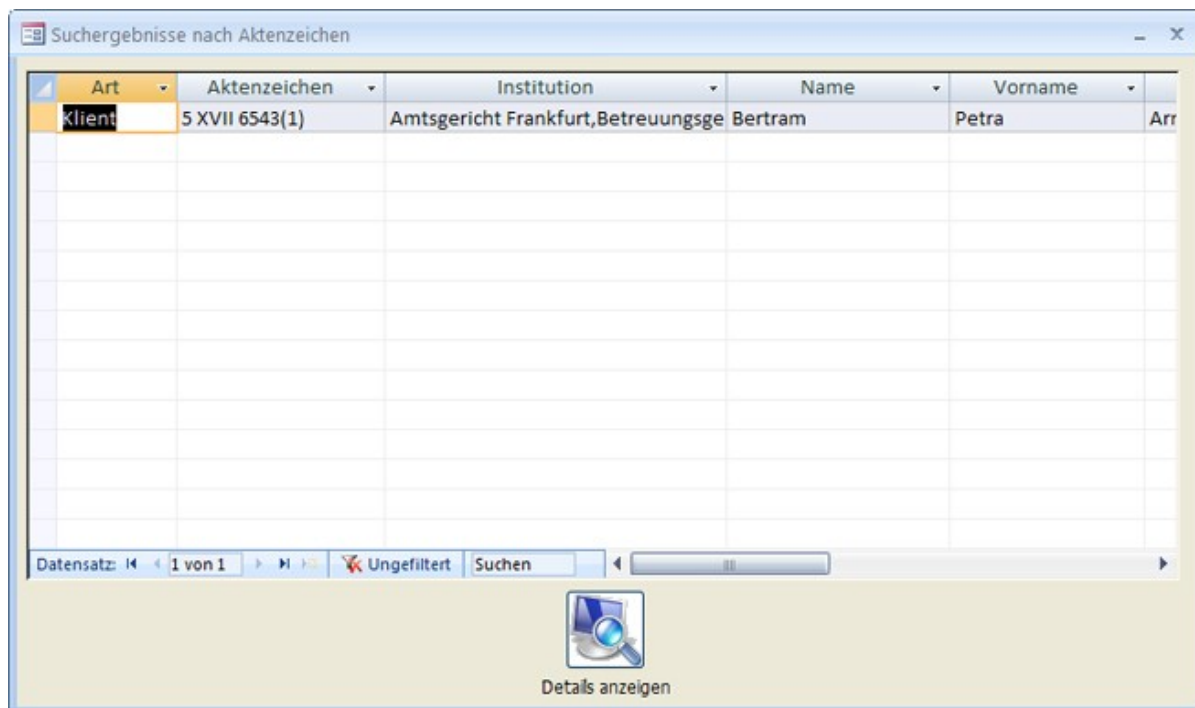 Suchergebnisse nach Aktenzeichen
Art Aktenzeichen Institution Name Vorname
Klient 5 XVII 6543(1) Amtsgericht Frankfurt,Betreuungsge Bertram Petra Arr
Datensatz: 1 von 1 Ungefiltert Suchen
Details anzeigen